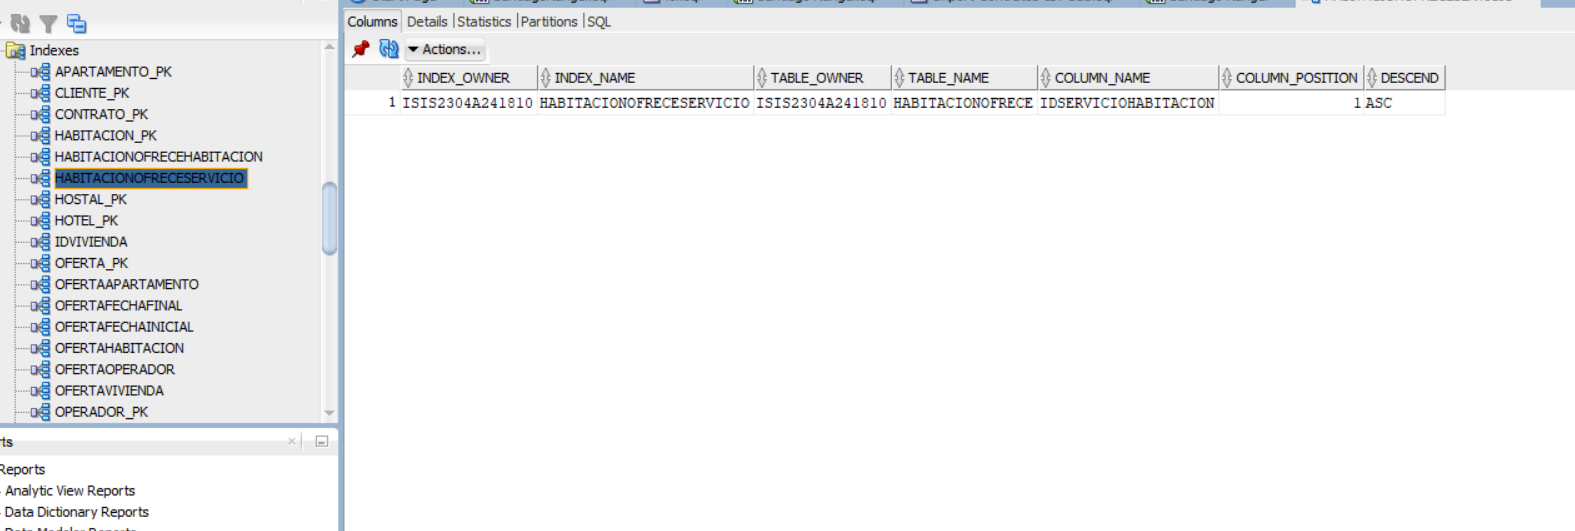 Indexes
APARTAMENTO_PK
CLIENTE_PK
CONTRATO_PK
HABITACION_PK
HABITACIONOFRECEHABITACION
HABITACIONOFRECESERVICIO
HOSTAL_PK
HOTEL_PK
IDVIVIENDA
OFERTA_PK
OFERTAAPARTAMENTO
OFERTAFECHAFINAL
OFERTAFECHAINICIAL
OFERTAHABITACION
OFERTAOPERADOR
OFERTAVIVIENDA
OPERADOR_PK
rts
Reports
Analytic View Reports
Data Dictionary Reports
Columns Details Statistics Partitions SQL
Actions...
INDEX_OWNER INDEX_NAME TABLE_OWNER TABLE_NAME COLUMN_NAME COLUMN_POSITION DESCEND
1 ISIS2304A241810 HABITACIONOFRECESERVICIO ISIS2304A241810 HABITACIONOFRECE IDSERVICIOHABITACION 1 ASC